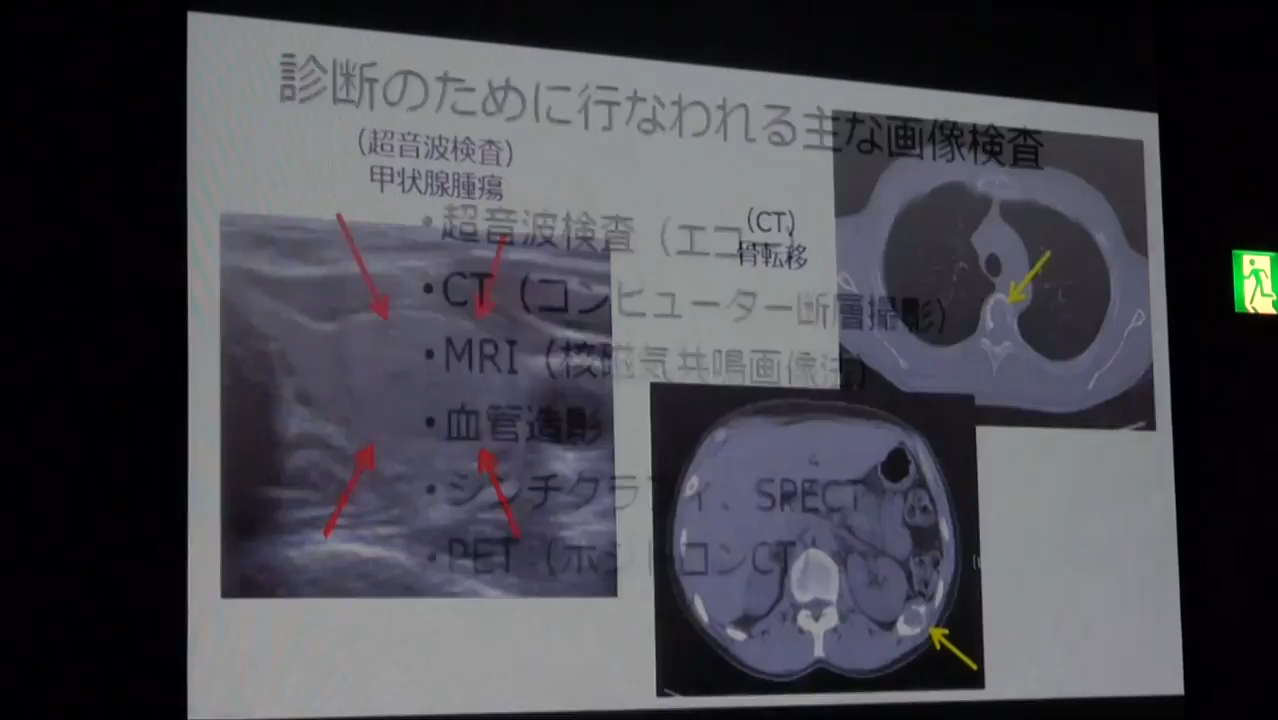 診断のために行なわれる主な画像検査
(超音波検査)
甲状腺腫瘍
・超音波検査（エコー
(CT)
骨転移
・CT（コンピューター断層撮影）
・MRI（核磁気共鳴画像法）
・血管造影
・シンチグラフィ、SPECT
・PET（ポジトロンCT